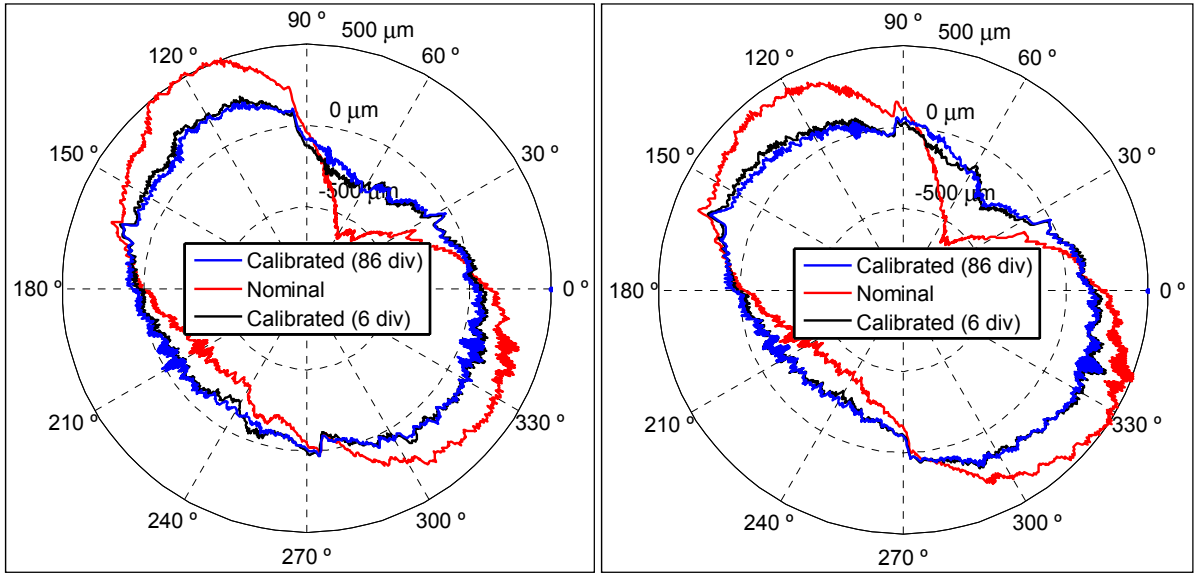 90 º
500 µm
120 º
60 º
0 µm
150 º
30 º
-500 µm
Calibrated (86 div)
180 º
Nominal
0 º
Calibrated (6 div)
210 º
330 º
240 º
300 º
270 º
90 º
500 µm
120 º
60 º
0 µm
150 º
30 º
-500 µm
Calibrated (86 div)
180 º
Nominal
0 º
Calibrated (6 div)
210 º
330 º
240 º
300 º
270 º